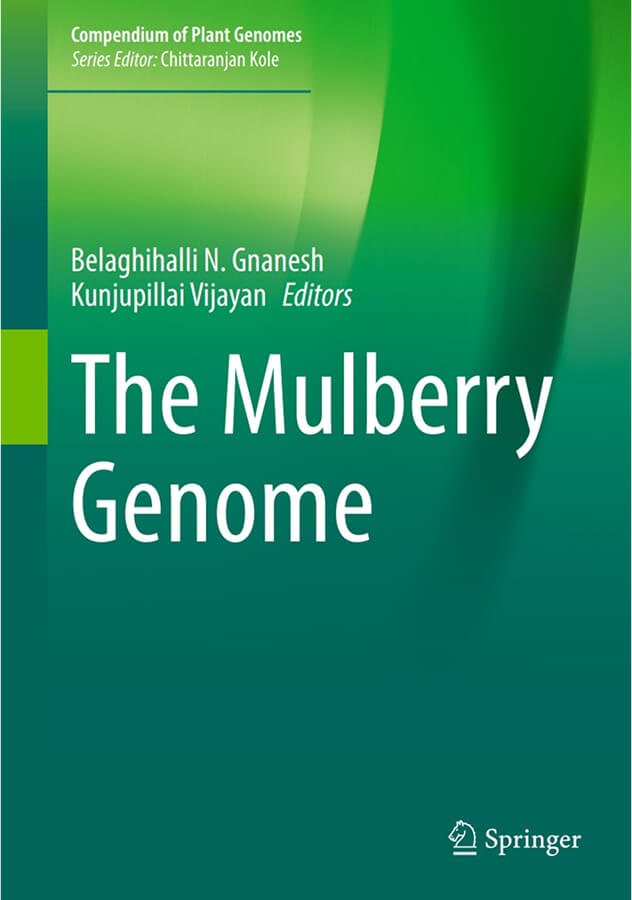 Compendium of Plant Genomes
Series Editor: Chittaranjan Kole
Belaghihalli N. Gnanesh
Kunjupillai Vijayan Editors
The Mulberry
Genome
Springer